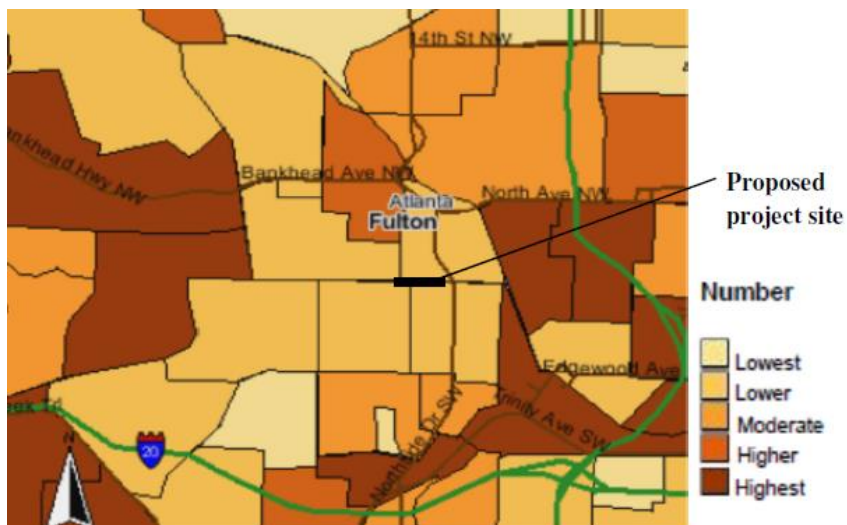 14th St NW
Bankhead Hwy NW
Bankhead Ave NW
Atlanta
Fulton
North Ave NW
Proposed
project site
Number
Lowest
Lower
Moderate
Higher
Highest
Edgewood Ave
Trinity Ave SW
Northside Dr SW
N
20